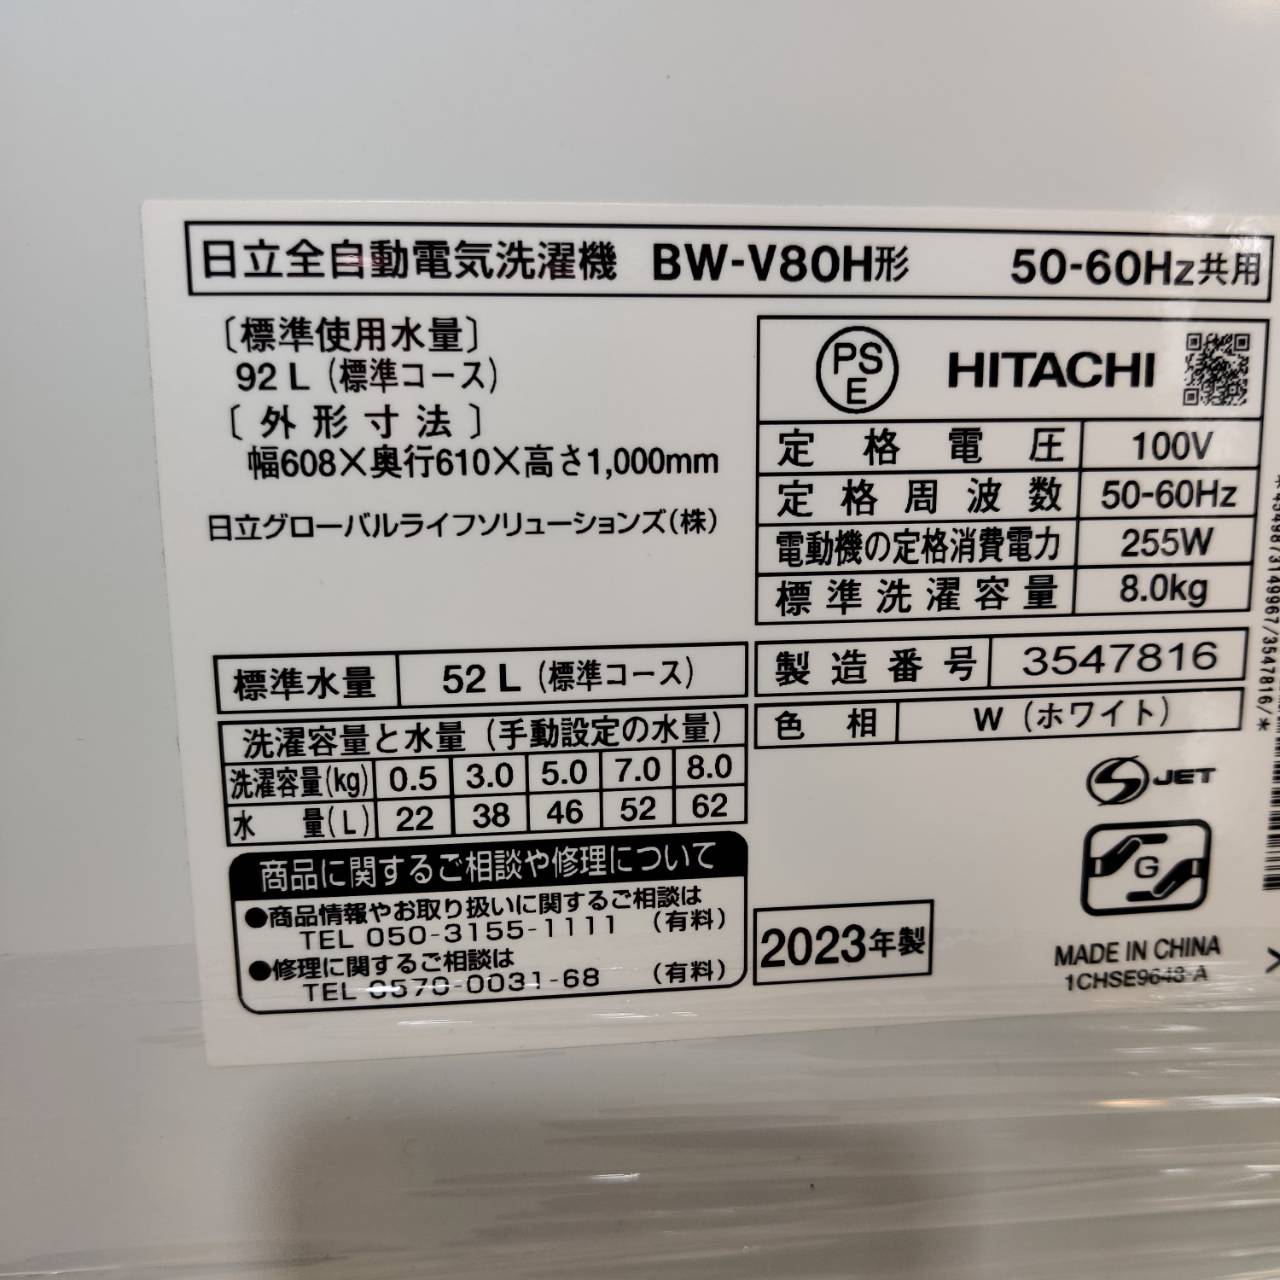 日立全自動電気洗濯機 BW-V80H形 50-60Hz共用
〔標準使用水量〕
92 L (標準コース)
〔外形寸法〕
幅608×奥行610×高さ1,000mm
日立グローバルライフソリューションズ(株)
標準水量 52 L (標準コース)
洗濯容量と水量 (手動設定の水量)
洗濯容量(kg) 0.5 3.0 5.0 7.0 8.0
水量(L) 22 38 46 52 62
商品に関するご相談や修理について
●商品情報やお取り扱いに関するご相談は
TEL 050-3155-1111 (有料)
●修理に関するご相談は
TEL 0570-0031-68 (有料)
PS
E
HITACHI
定格電圧 100V
定格周波数 50-60Hz
電動機の定格消費電力 255W
標準洗濯容量 8.0kg
製造番号 3547816
色相 W (ホワイト)
S JET
G
2023年製
MADE IN CHINA
1CHSE9643-A